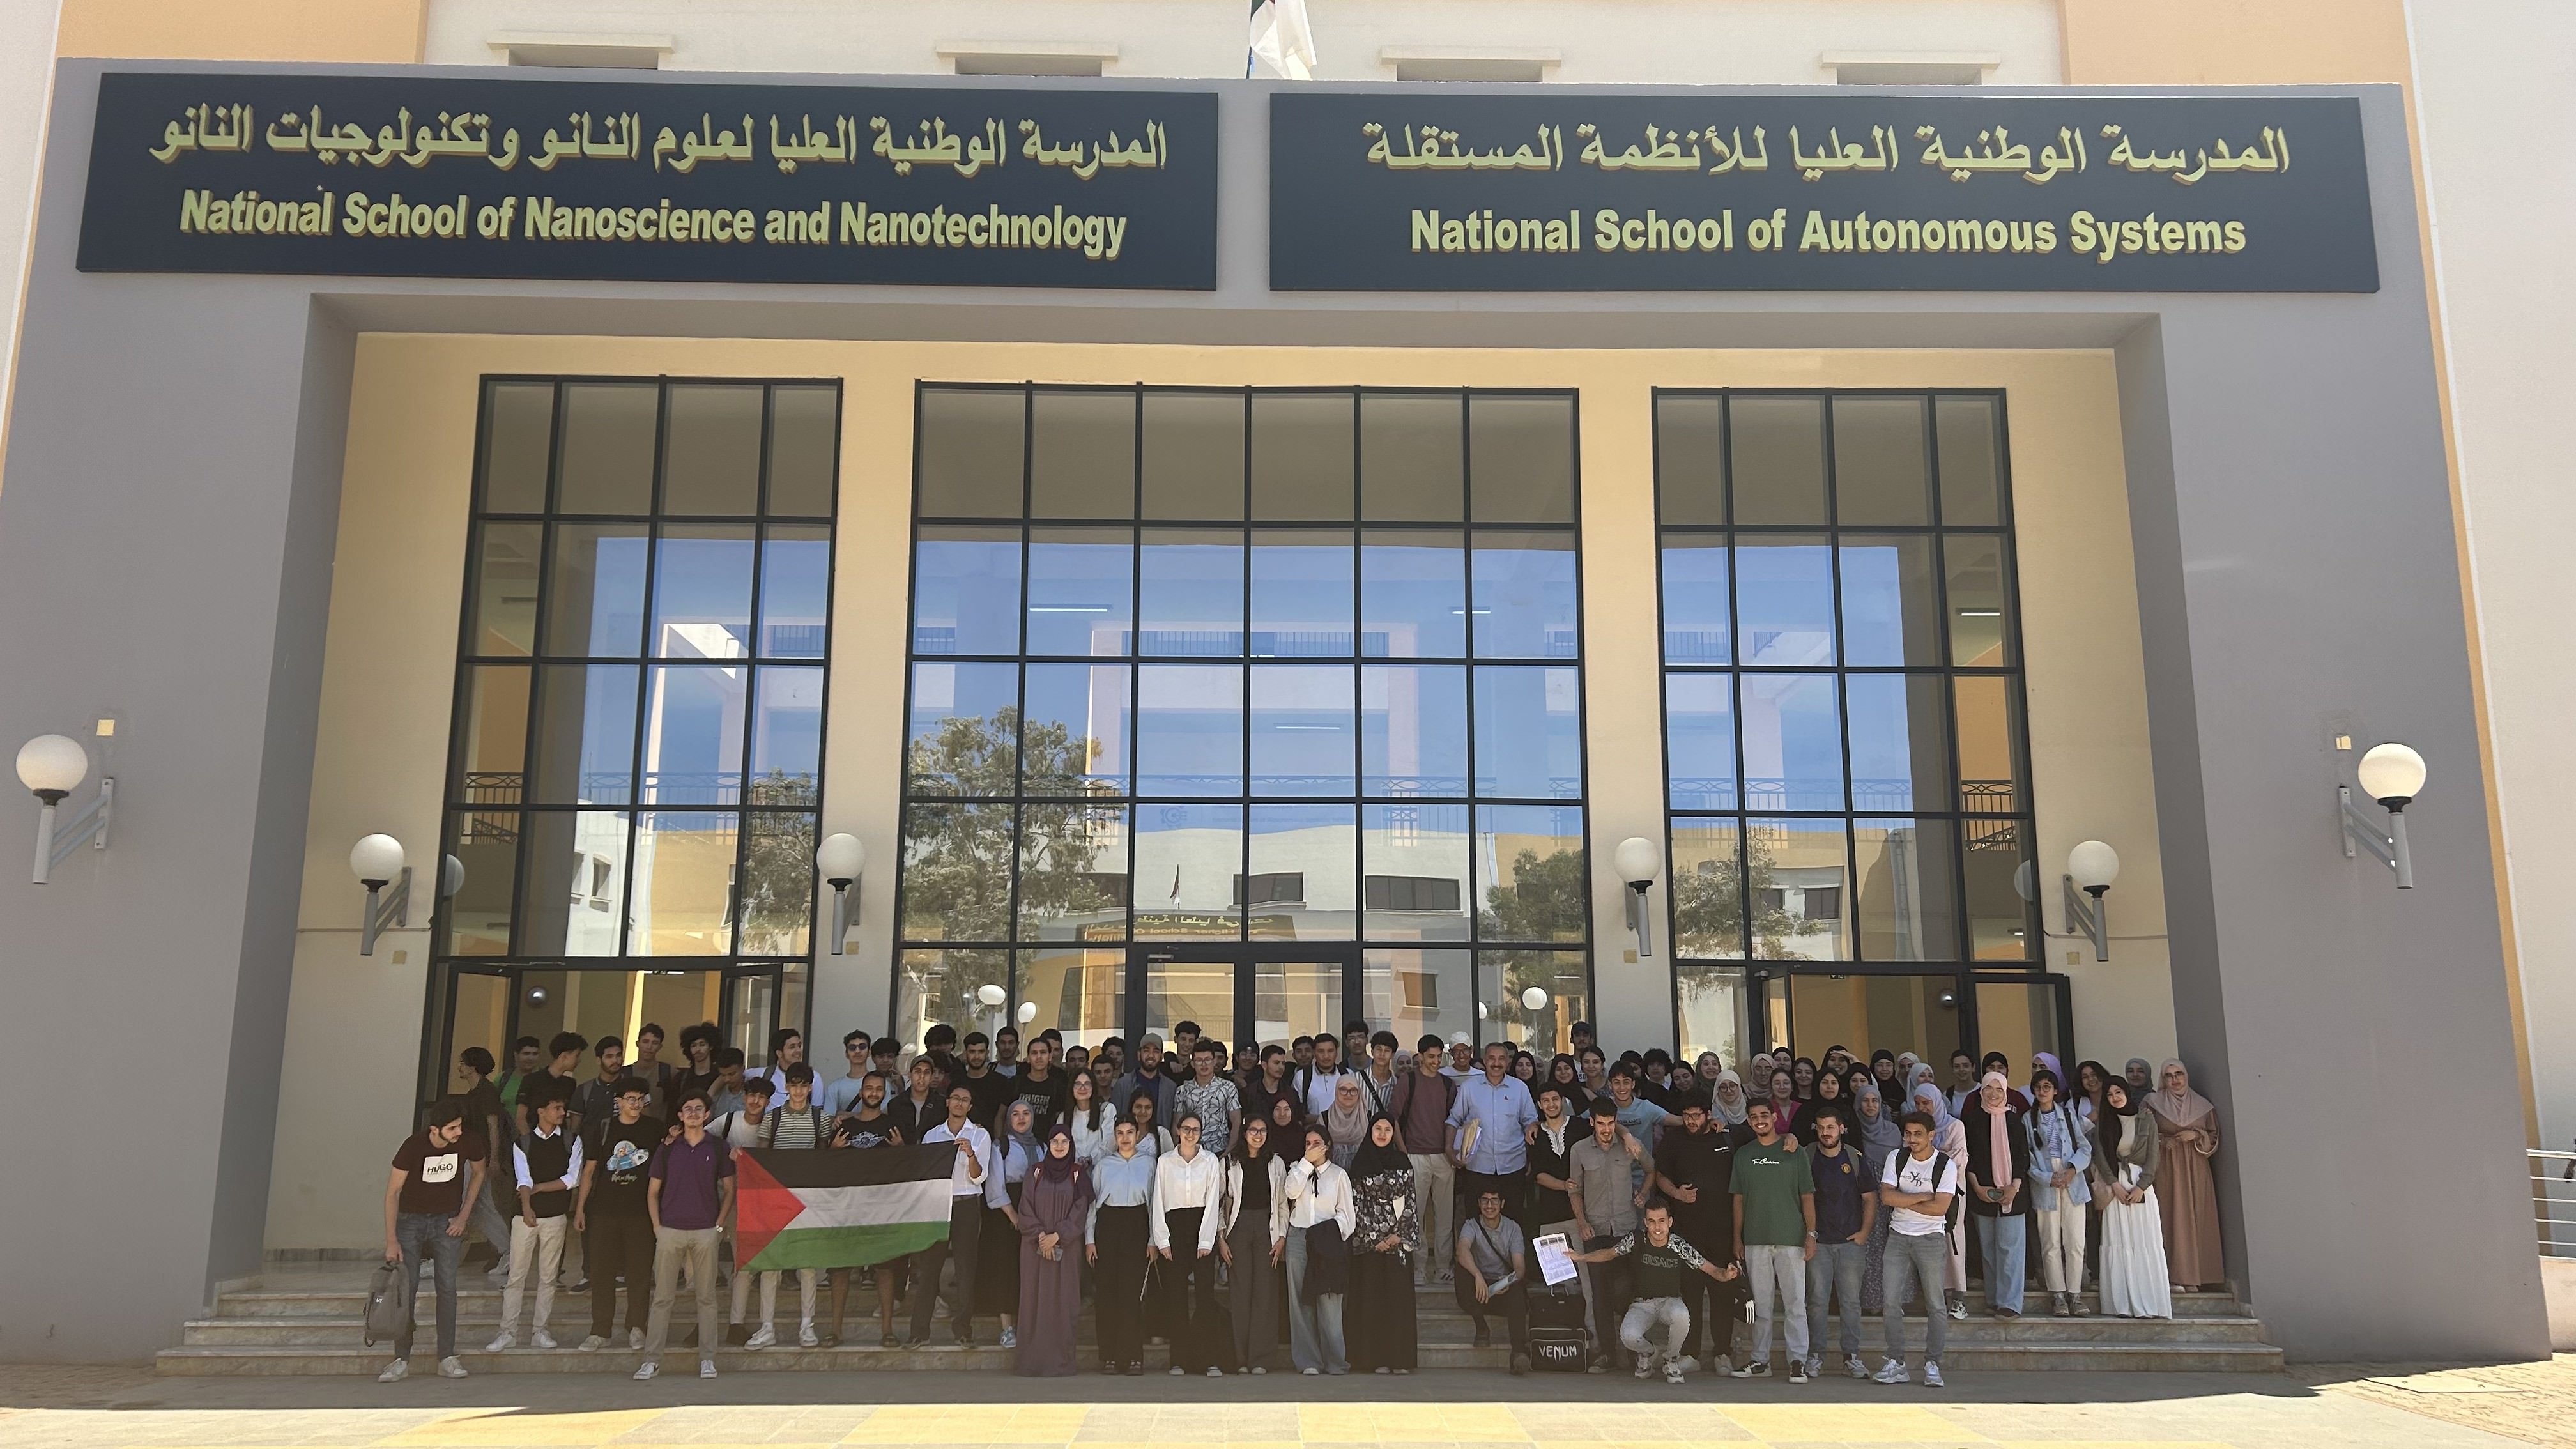 المدرسة الوطنية العليا لعلوم النانو وتكنولوجيات النانو
National School of Nanoscience and Nanotechnology
المدرسة الوطنية العليا للأنظمة المستقلة
National School of Autonomous Systems
HUGO
VENUM